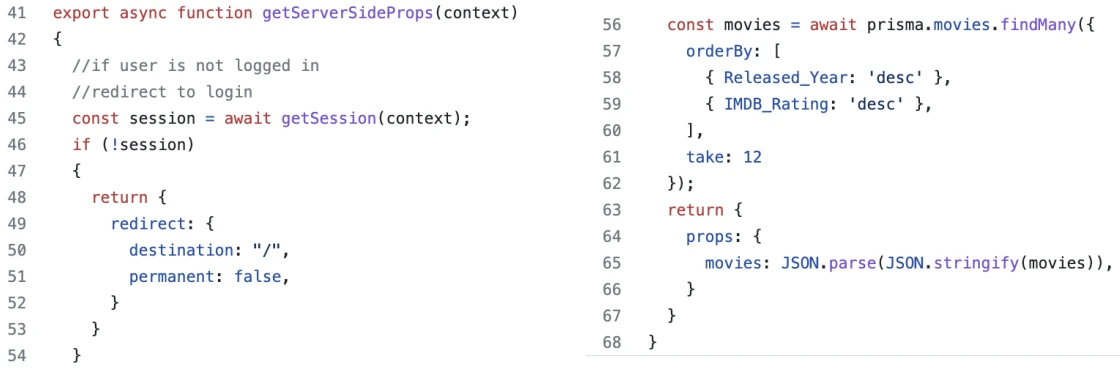 41 export async function getServerSideProps(context)
42 {
43   //if user is not logged in
44   //redirect to login
45   const session = await getSession(context);
46   if (!session)
47   {
48     return {
49       redirect: {
50         destination: "/",
51         permanent: false,
52       }
53     }
54   }
56   const movies = await prisma.movies.findMany({
57     orderBy: [
58       { Released_Year: 'desc' },
59       { IMDB_Rating: 'desc' },
60     ],
61     take: 12
62   });
63   return {
64     props: {
65       movies: JSON.parse(JSON.stringify(movies)),
66     }
67   }
68 }